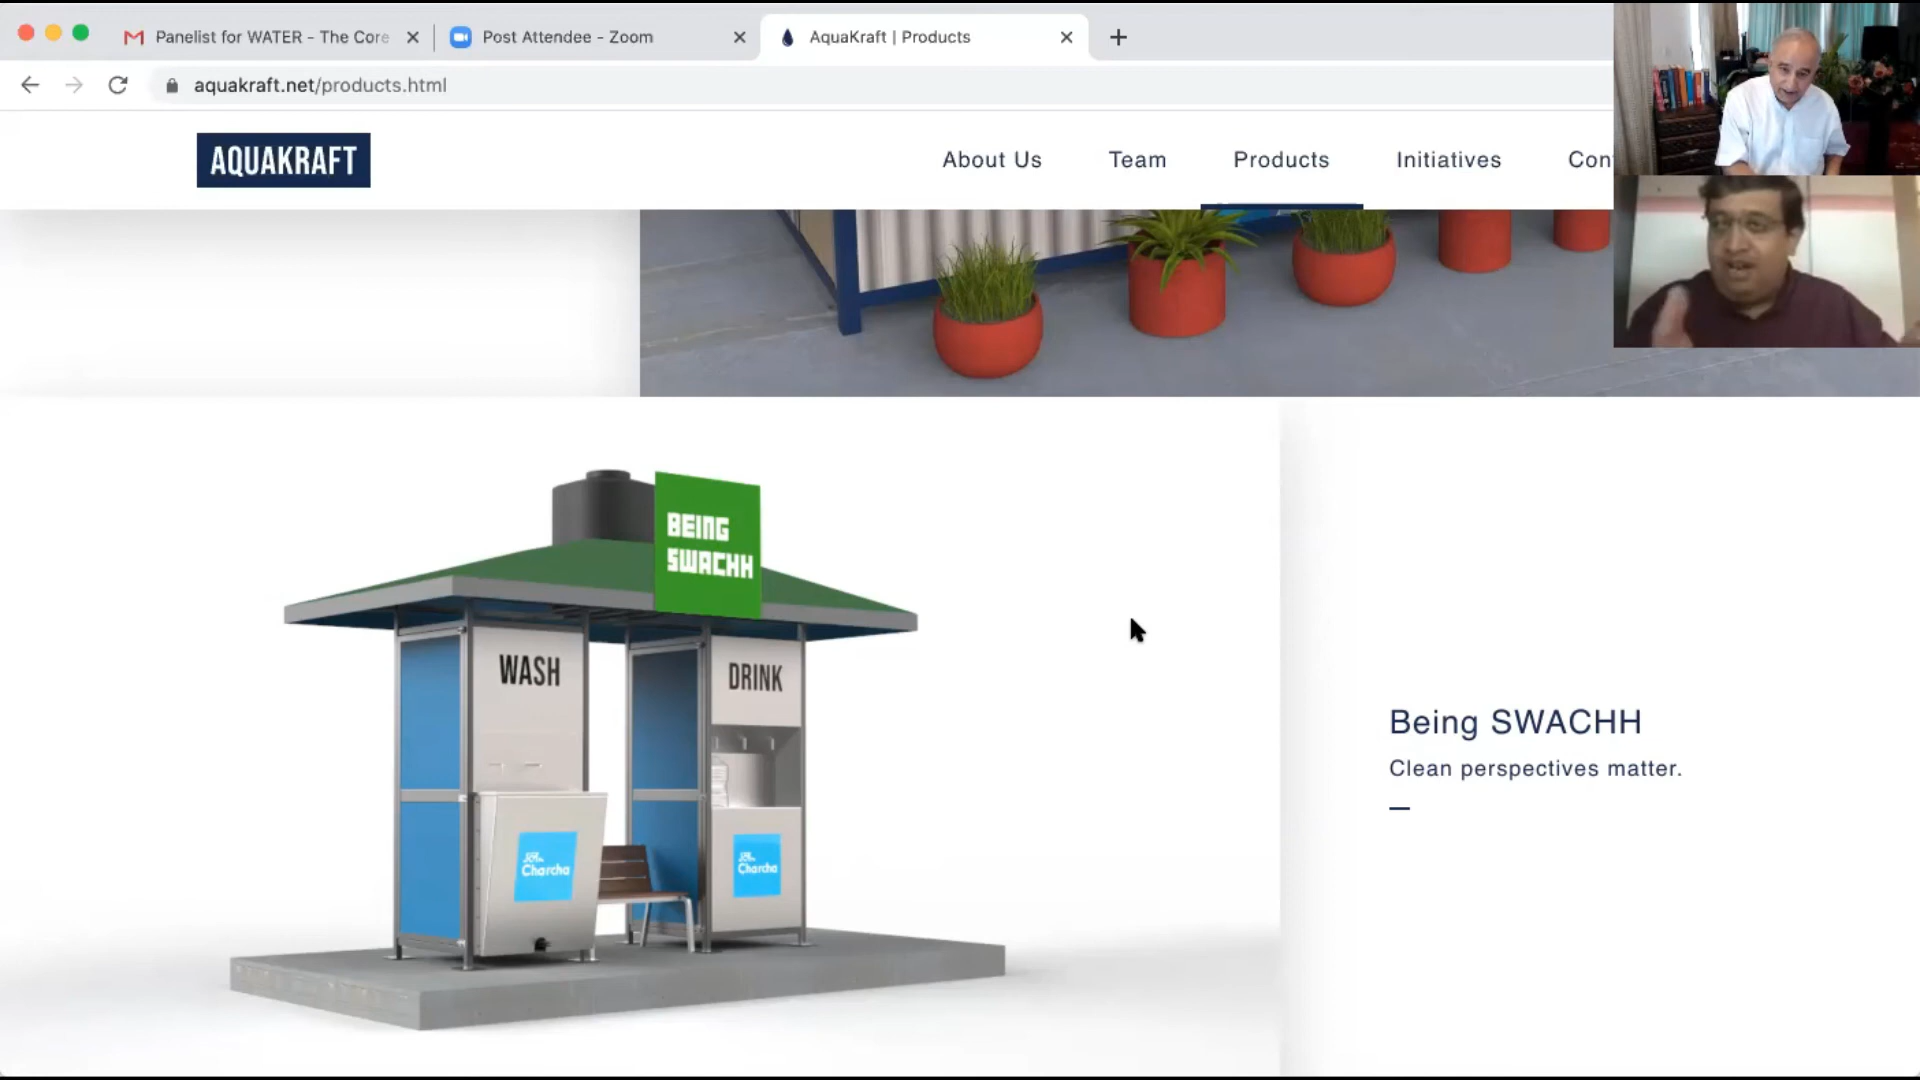 Panelist for WATER - The Core
Post Attendee - Zoom
AquaKraft | Products
aquakraft.net/products.html
AQUAKRAFT
About Us
Team
Products
Initiatives
Con
BEING
SWACHH
WASH
DRINK
Charcha
Charcha
Being SWACHH
Clean perspectives matter.